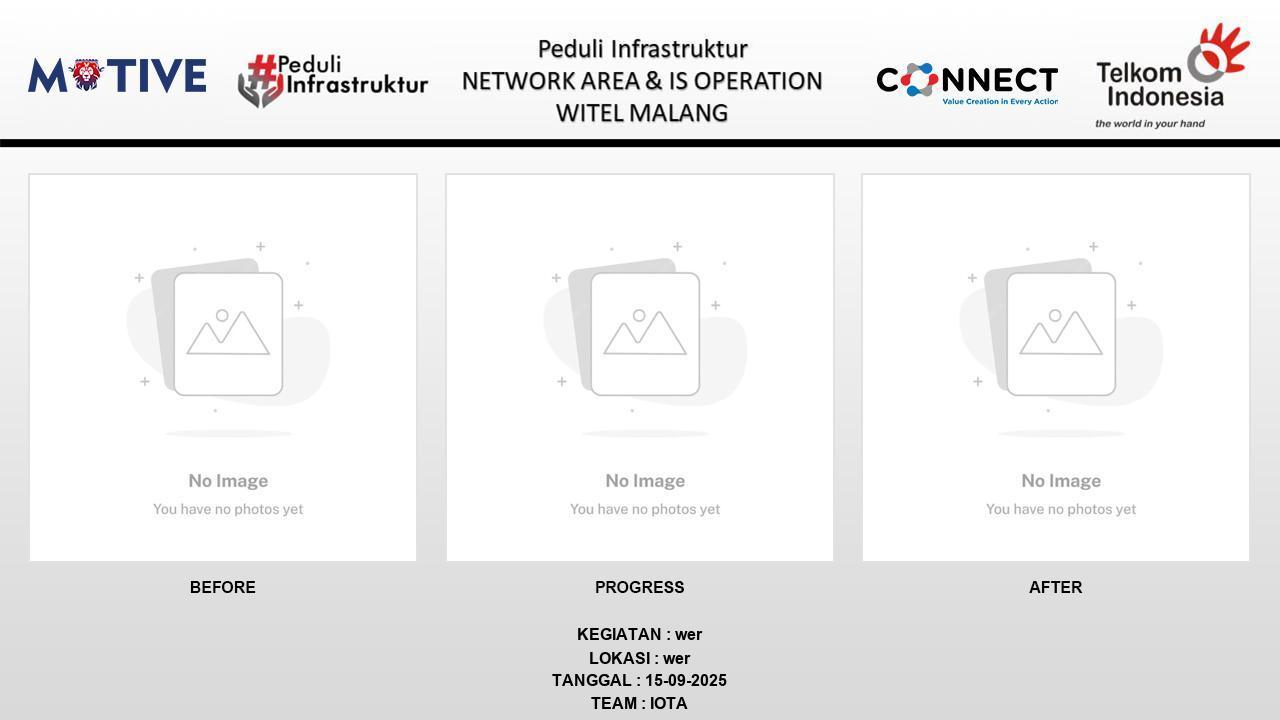 MOTIVE
#Peduli
Infrastruktur
Peduli Infrastruktur
NETWORK AREA & IS OPERATION
WITEL MALANG
CONNECT
Value Creation in Every Action
Telkom
Indonesia
the world in your hand
No Image
You have no photos yet
No Image
You have no photos yet
No Image
You have no photos yet
BEFORE
PROGRESS
AFTER
KEGIATAN : wer
LOKASI : wer
TANGGAL : 15-09-2025
TEAM : IOTA